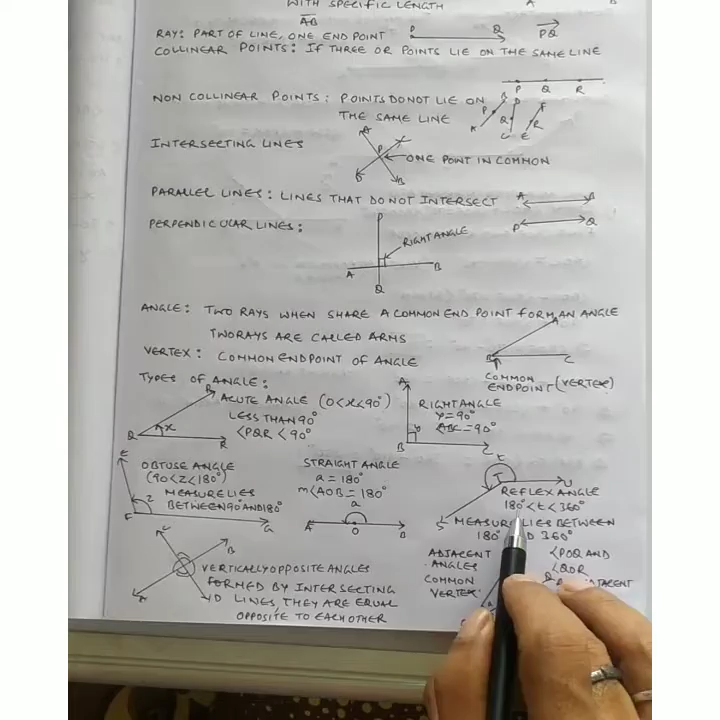 WITH SPECIFIC LENGTH
AB
A B
RAY: PART OF LINE, ONE END POINT P Q PQ
COLLINEAR POINTS: IF THREE OR POINTS LIE ON THE SAME LINE
P Q R
NON COLLINEAR POINTS: POINTS DO NOT LIE ON
THE SAME LINE
INTERSECTING LINES
ONE POINT IN COMMON
PARALLEL LINES: LINES THAT DO NOT INTERSECT A B
P Q
PERPENDICULAR LINES:
P
RIGHT ANGLE
A B
Q
ANGLE: TWO RAYS WHEN SHARE A COMMON END POINT FORM AN ANGLE
TWO RAYS ARE CALLED ARMS
VERTEX: COMMON ENDPOINT OF ANGLE
B C
COMMON
ENDPOINT (VERTEX)
TYPES OF ANGLE:
ACUTE ANGLE (0<x<90°)
LESS THAN 90°
<PQR < 90°
Q x R
A
RIGHT ANGLE
y=90°
<ABC=90°
B y C
E
OBTUSE ANGLE
(90<z<180°)
MEASURE LIES
BETWEEN 90° AND 180°
F z G
STRAIGHT ANGLE
a=180°
m<AOB=180°
a
A O B
t
T U
S
REFLEX ANGLE
180°<t<360°
MEASURE LIES BETWEEN
180° 360°
C B
A D
VERTICALLY OPPOSITE ANGLES
FORMED BY INTERSECTING
LINES, THEY ARE EQUAL
OPPOSITE TO EACH OTHER
ADJACENT
ANGLES
COMMON
VERTEX
<POQ AND
<QOR